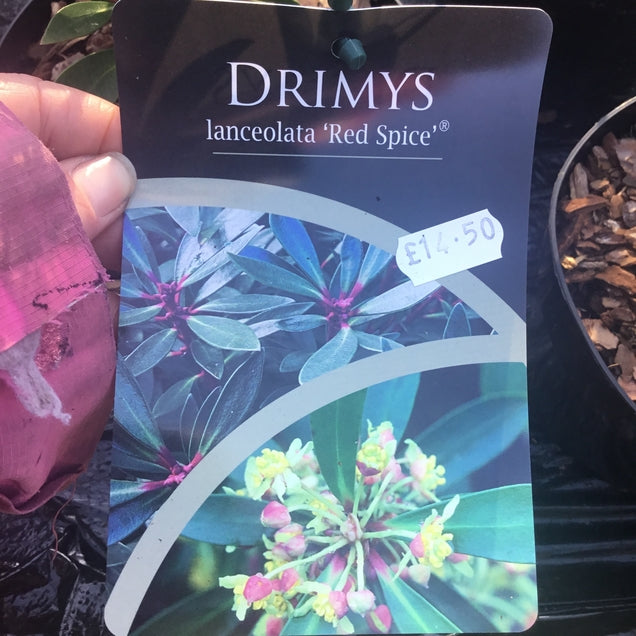 DRIMYS
lanceolata ‘Red Spice’®
£14.50